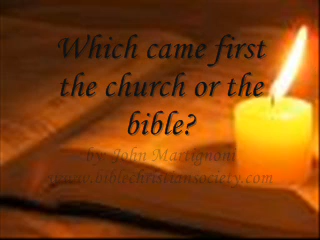 Which came first
the church or the
bible?
by John Martignoni
www.biblechristiansociety.com